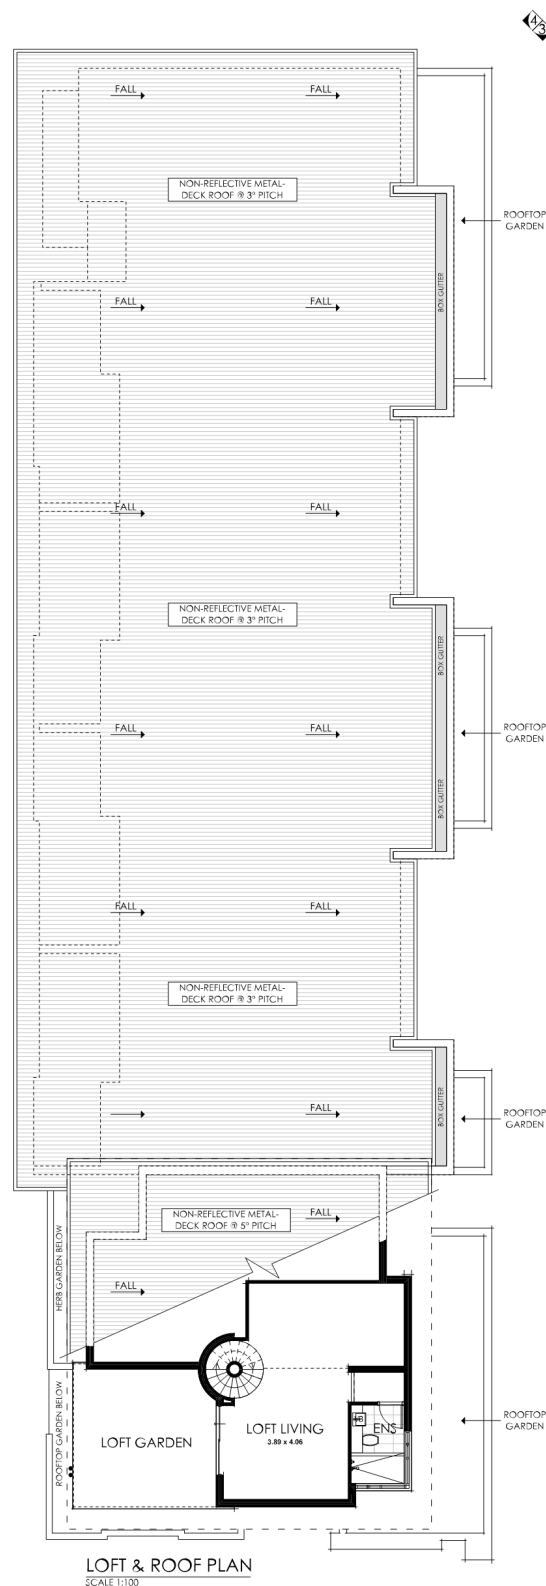 4/3
FALL FALL
NON-REFLECTIVE METAL-
DECK ROOF @ 3° PITCH
ROOFTOP
GARDEN
BOX GUTTER
FALL FALL
FALL FALL
NON-REFLECTIVE METAL-
DECK ROOF @ 3° PITCH
BOX GUTTER
FALL FALL
ROOFTOP
GARDEN
BOX GUTTER
FALL FALL
NON-REFLECTIVE METAL-
DECK ROOF @ 3° PITCH
BOX GUTTER
FALL
ROOFTOP
GARDEN
NON-REFLECTIVE METAL-
DECK ROOF @ 5° PITCH
FALL
HERB GARDEN BELOW
FALL
ROOFTOP GARDEN BELOW
LOFT GARDEN
LOFT LIVING
3.89 x 4.06
ENS
ROOFTOP
GARDEN
LOFT & ROOF PLAN
SCALE 1:100